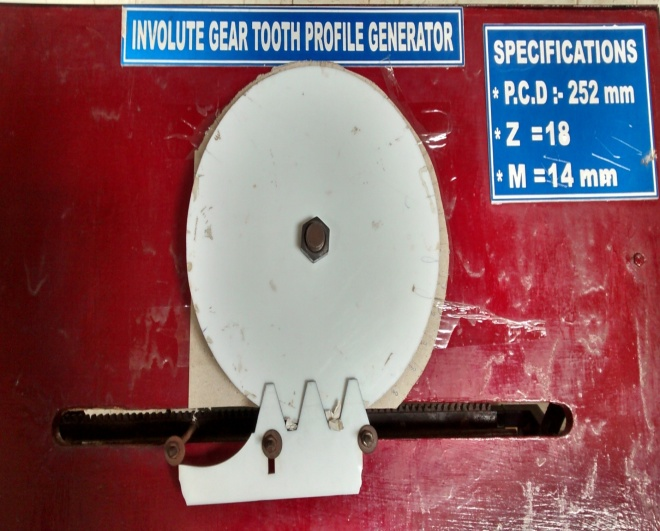 INVOLUTE GEAR TOOTH PROFILE GENERATOR
SPECIFICATIONS
* P.C.D :- 252 mm
* Z =18
* M =14 mm